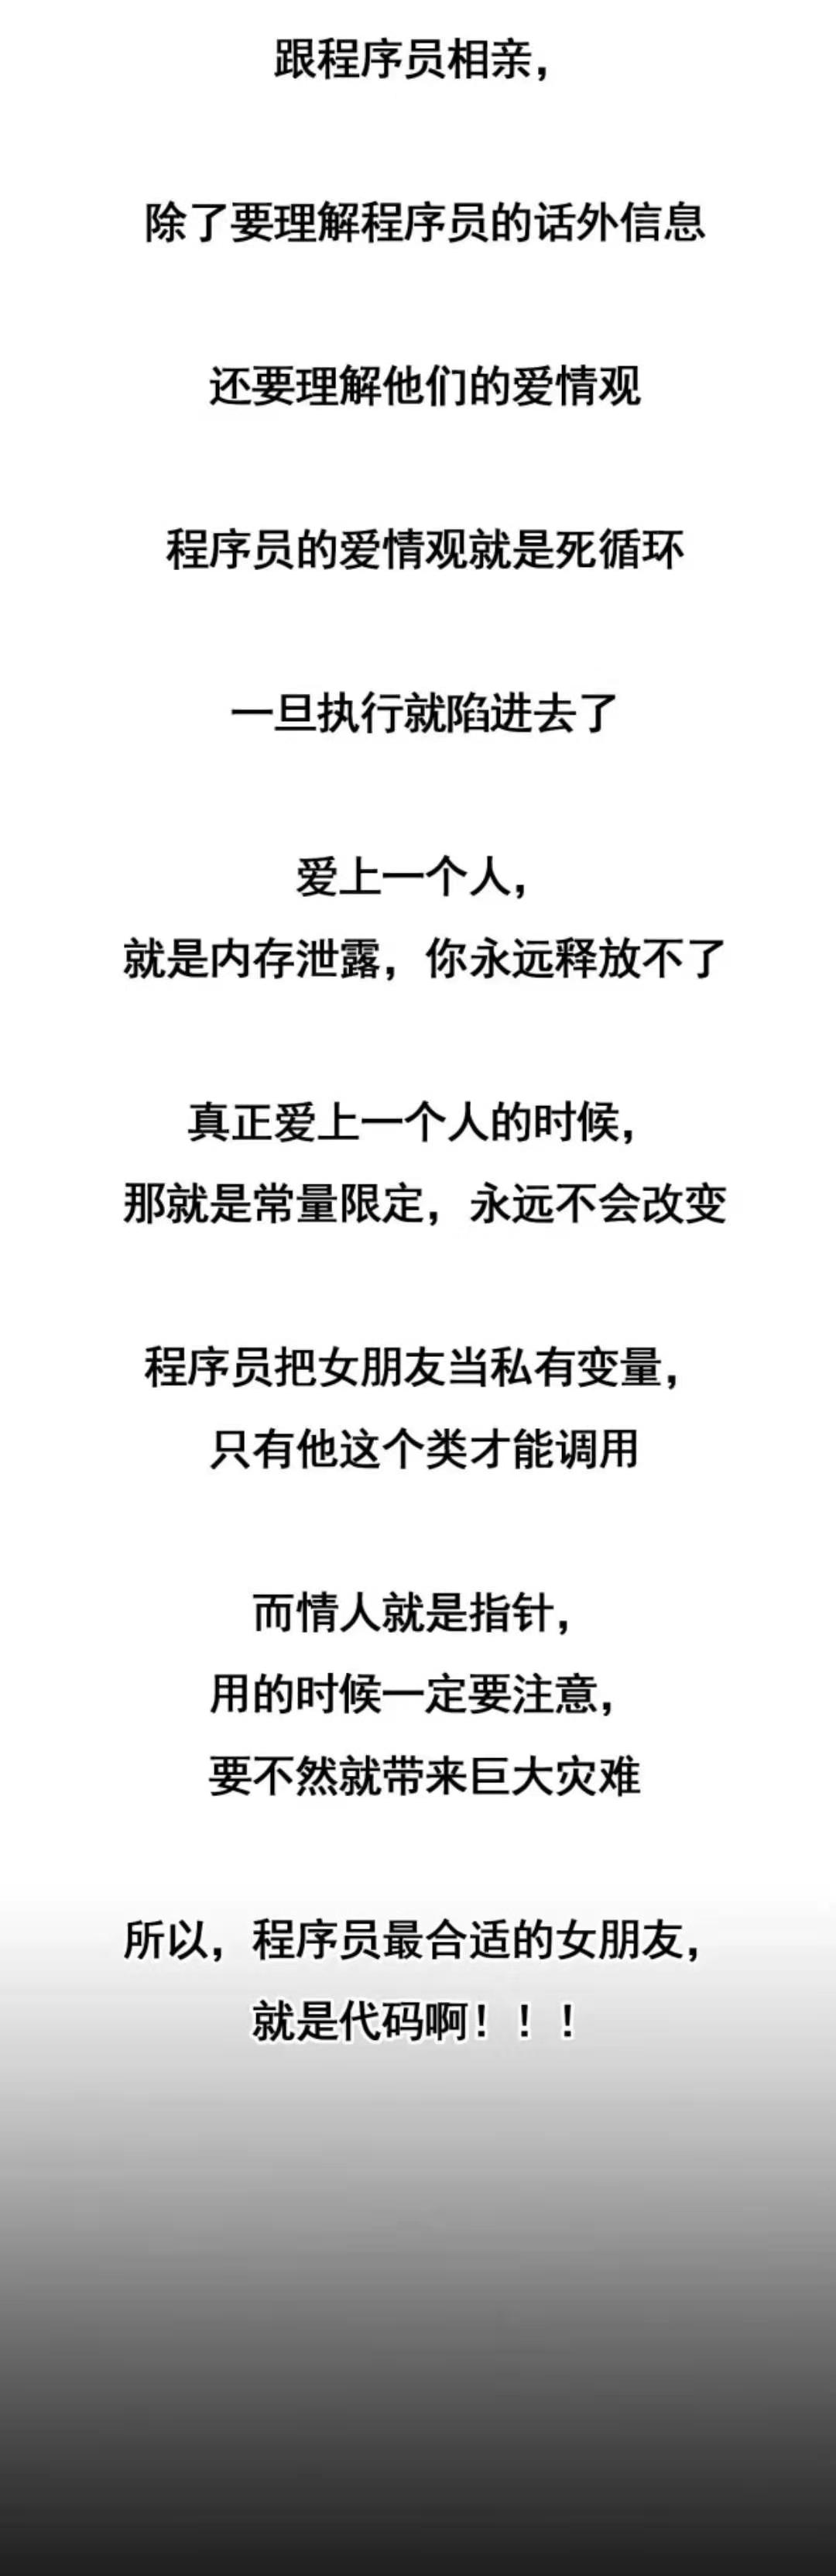 跟程序员相亲，
除了要理解程序员的话外信息
还要理解他们的爱情观
程序员的爱情观就是死循环
一旦执行就陷进去了
爱上一个人，
就是内存泄露，你永远释放不了
真正爱上一个人的时候，
那就是常量限定，永远不会改变
程序员把女朋友当私有变量，
只有他这个类才能调用
而情人就是指针，
用的时候一定要注意，
要不然就带来巨大灾难
所以，程序员最合适的女朋友，
就是代码啊！！！